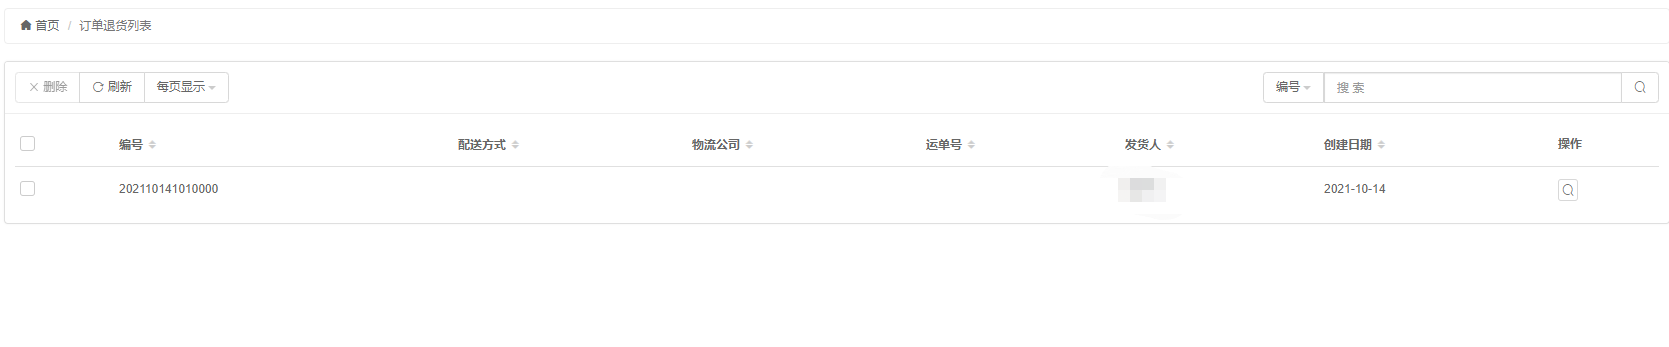 首页 / 订单退货列表
删除 刷新 每页显示 编号 搜 索
编号 配送方式 物流公司 运单号 发货人 创建日期 操作
202110141010000 2021-10-14